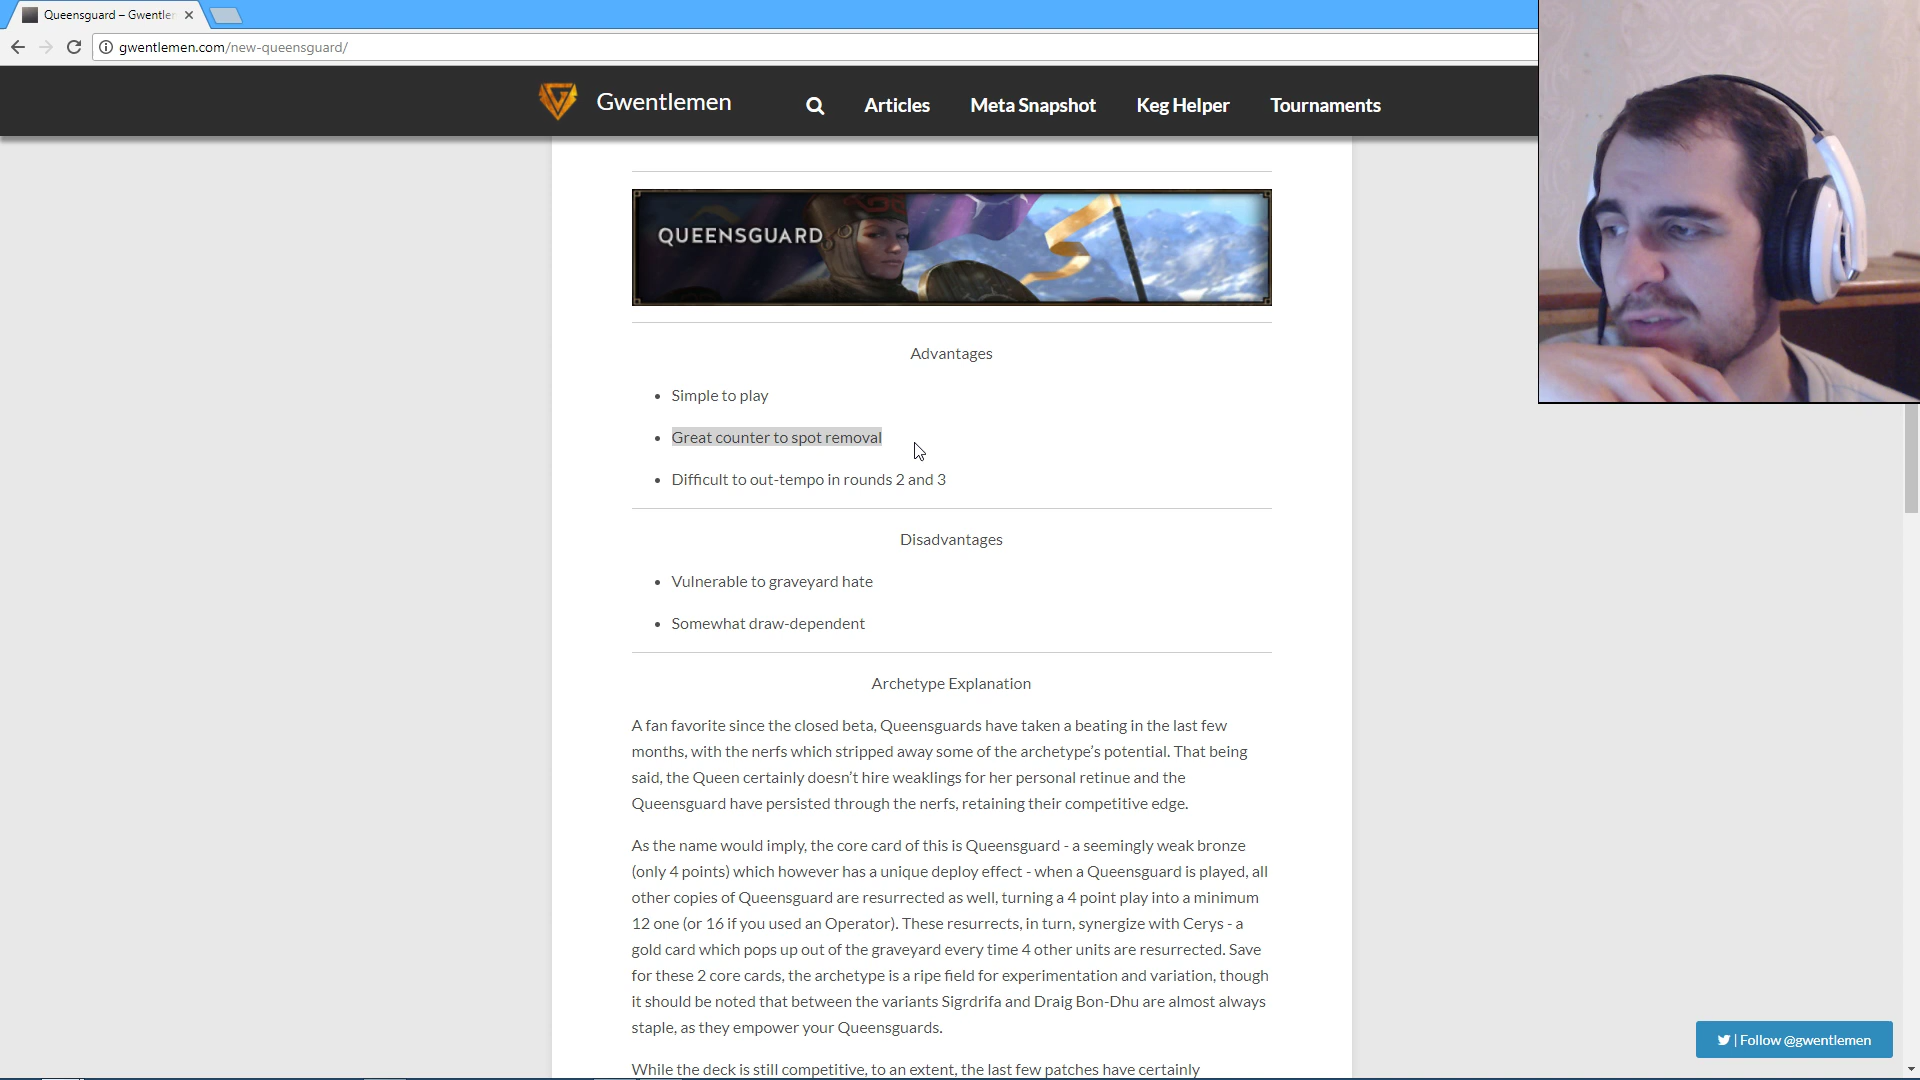 Queensguard – Gwentle
gwentlemen.com/new-queensguard/
Gwentlemen
Articles
Meta Snapshot
Keg Helper
Tournaments
QUEENSGUARD
Advantages
• Simple to play
• Great counter to spot removal
• Difficult to out-tempo in rounds 2 and 3
Disadvantages
• Vulnerable to graveyard hate
• Somewhat draw-dependent
Archetype Explanation
A fan favorite since the closed beta, Queensguards have taken a beating in the last few
months, with the nerfs which stripped away some of the archetype’s potential. That being
said, the Queen certainly doesn’t hire weaklings for her personal retinue and the
Queensguard have persisted through the nerfs, retaining their competitive edge.
As the name would imply, the core card of this is Queensguard - a seemingly weak bronze
(only 4 points) which however has a unique deploy effect - when a Queensguard is played, all
other copies of Queensguard are resurrected as well, turning a 4 point play into a minimum
12 one (or 16 if you used an Operator). These resurrects, in turn, synergize with Cerys - a
gold card which pops up out of the graveyard every time 4 other units are resurrected. Save
for these 2 core cards, the archetype is a ripe field for experimentation and variation, though
it should be noted that between the variants Sigrdrifa and Draig Bon-Dhu are almost always
staple, as they empower your Queensguards.
While the deck is still competitive, to an extent, the last few patches have certainly
| Follow @gwentlemen